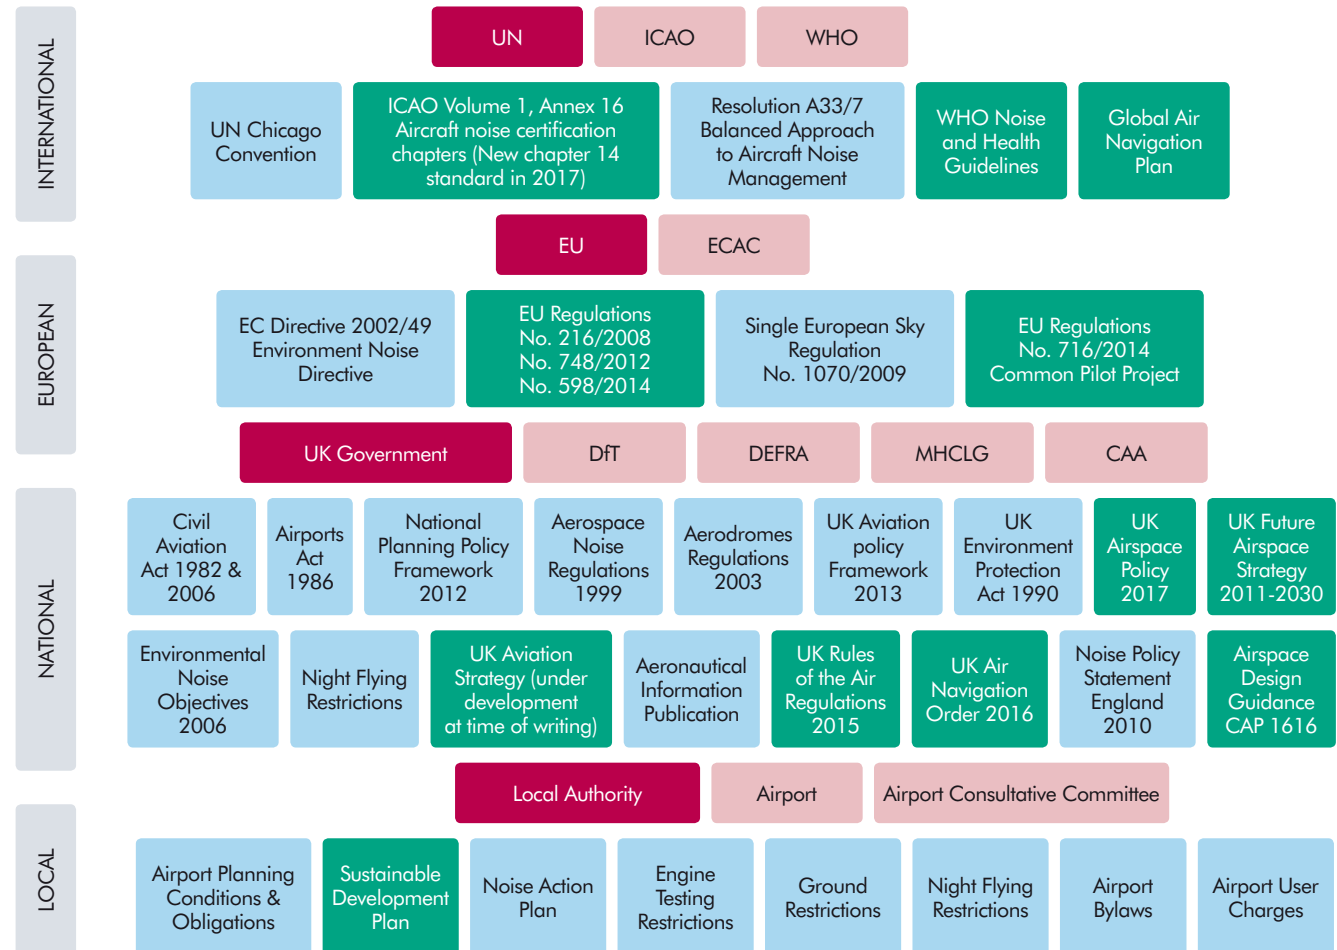 INTERNATIONAL
UN
ICAO
WHO
UN Chicago
Convention
ICAO Volume 1, Annex 16
Aircraft noise certification
chapters (New chapter 14
standard in 2017)
Resolution A33/7
Balanced Approach
to Aircraft Noise
Management
WHO Noise
and Health
Guidelines
Global Air
Navigation
Plan
EUROPEAN
EU
ECAC
EC Directive 2002/49
Environment Noise
Directive
EU Regulations
No. 216/2008
No. 748/2012
No. 598/2014
Single European Sky
Regulation
No. 1070/2009
EU Regulations
No. 716/2014
Common Pilot Project
NATIONAL
UK Government
DfT
DEFRA
MHCLG
CAA
Civil
Aviation
Act 1982 &
2006
Airports
Act
1986
National
Planning Policy
Framework
2012
Aerospace
Noise
Regulations
1999
Aerodromes
Regulations
2003
UK Aviation
policy
Framework
2013
UK
Environment
Protection
Act 1990
UK
Airspace
Policy
2017
UK Future
Airspace
Strategy
2011-2030
Environmental
Noise
Objectives
2006
Night Flying
Restrictions
UK Aviation
Strategy (under
development
at time of writing)
Aeronautical
Information
Publication
UK Rules
of the Air
Regulations
2015
UK Air
Navigation
Order 2016
Noise Policy
Statement
England
2010
Airspace
Design
Guidance
CAP 1616
LOCAL
Local Authority
Airport
Airport Consultative Committee
Airport Planning
Conditions &
Obligations
Sustainable
Development
Plan
Noise Action
Plan
Engine
Testing
Restrictions
Ground
Restrictions
Night Flying
Restrictions
Airport
Bylaws
Airport User
Charges